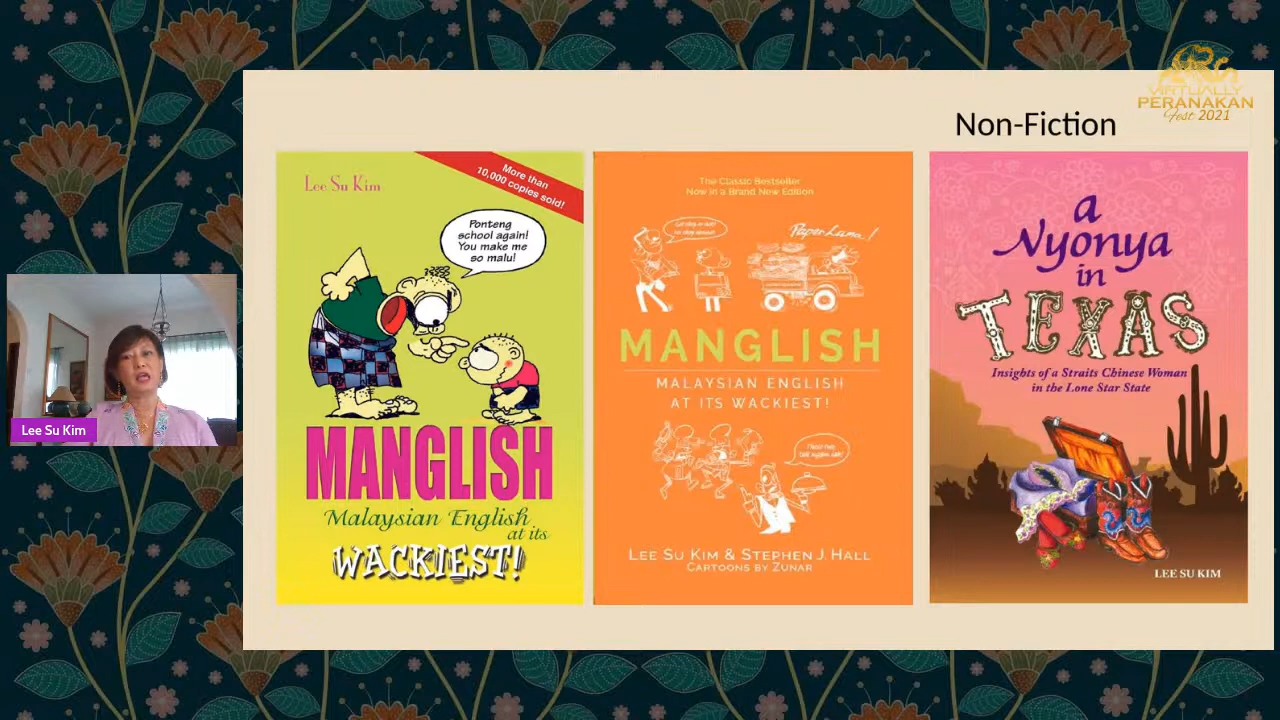 VIRTUALLY
PERANAKAN
Fest 2021
Non-Fiction
Lee Su Kim
Lee Su Kim
More than
10,000 copies sold!
Ponteng
school again!
You make me
so malu!
MANGLISH
Malaysian English
at its
WACKIEST!
The Classic Bestseller
Now in a Brand New Edition
Paper Lama!
MANGLISH
MALAYSIAN ENGLISH
AT ITS WACKIEST!
LEE SU KIM & STEPHEN J HALL
CARTOONS BY ZUNAR
a
Nyonya
in
TEXAS
Insights of a Straits Chinese Woman
in the Lone Star State
LEE SU KIM